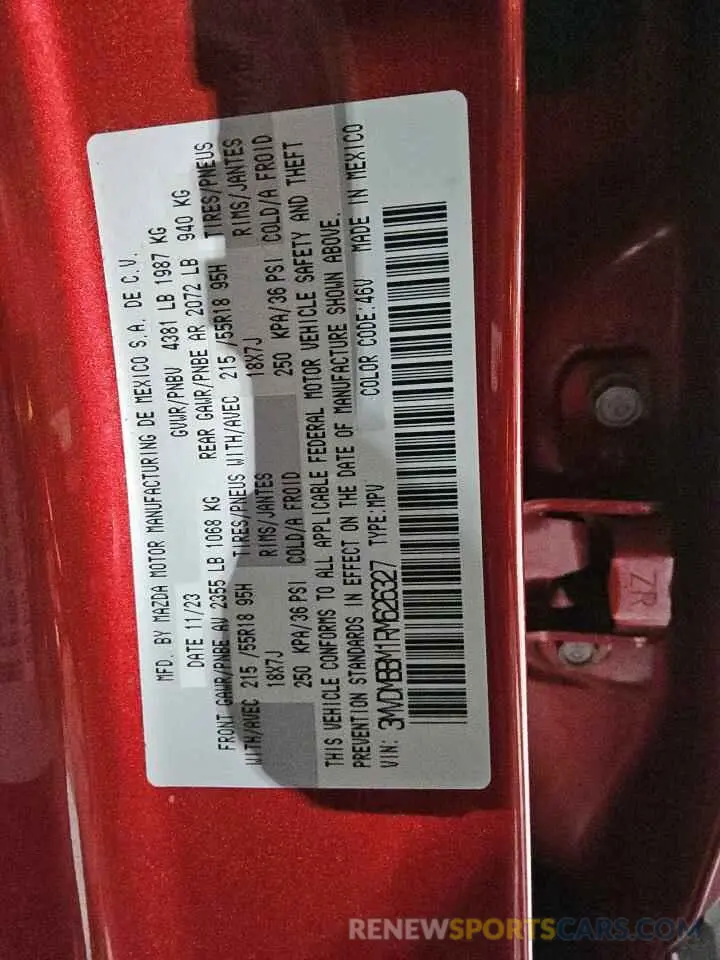 MFD. BY MAZDA MOTOR MANUFACTURING DE MEXICO S.A. DE C.V.
DATE 11/23 GVWR/PNBV 4381 LB 1987 KG
FRONT GAWR/PNBE AV 2355 LB 1068 KG REAR GAWR/PNBE AR 2072 LB 940 KG
WITH/AVEC 215 /55R18 95H TIRES/PNEUS WITH/AVEC 215 /55R18 95H TIRES/PNEUS
18X7J RIMS/JANTES 18X7J RIMS/JANTES
250 KPA/36 PSI COLD/A FROID 250 KPA/36 PSI COLD/A FROID
THIS VEHICLE CONFORMS TO ALL APPLICABLE FEDERAL MOTOR VEHICLE SAFETY AND THEFT
PREVENTION STANDARDS IN EFFECT ON THE DATE OF MANUFACTURE SHOWN ABOVE.
VIN: 3MVDMBBM1RM626327 TYPE:MPV COLOR CODE:46V MADE IN MEXICO
ZR
RENEWSPORTSCARS.COM